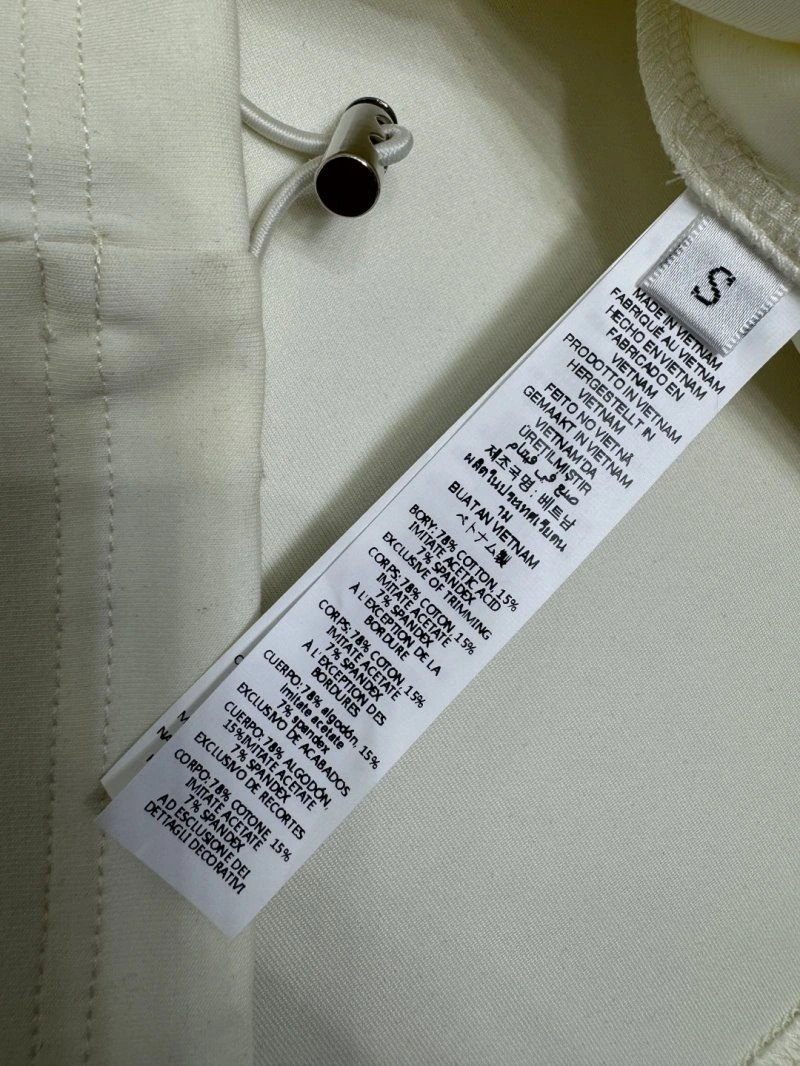 S
MADE IN VIETNAM
FABRIQUÉ AU VIETNAM
HECHO EN VIETNAM
FABRICADO EN
VIETNAM
PRODOTTO IN VIETNAM
HERGESTELLT IN
VIETNAM
FEITO NO VIETNÃ
GEMAAKT IN VIETNAM
VIETNAM'DA
ÜRETILMIŞTIR
صنع في فيتنام
제조국명: 베트남
ผลิตในประเทศเวียดน
าม
BUATAN VIETNAM
ベトナム製
BORY: 78% COTTON, 15%
IMITATE ACETIC ACID
7% SPANDEX
EXCLUSIVE OF TRIMMING
CORPS: 78% COTON, 15%
IMITATE ACETATE
7% SPANDEX
À L'EXCEPTION DE LA
BORDURE
CORPS: 78% COTON, 15%
IMITATE ACETATE
7% SPANDEX
À L'EXCEPTION DES
BORDURES
CUERPO: 78% algodón, 15%
imitate acetate
7% spandex
EXCLUSIVO DE ACABADOS
CUERPO: 78% ALGODÓN,
15%IMITATE ACETATE
7% SPANDEX
EXCLUSIVO DE RECORTES
CORPO: 78% COTONE, 15%
IMITATE ACETATE
7% SPANDEX
AD ESCLUSIONE DEI
DETTAGLI DECORATIVI